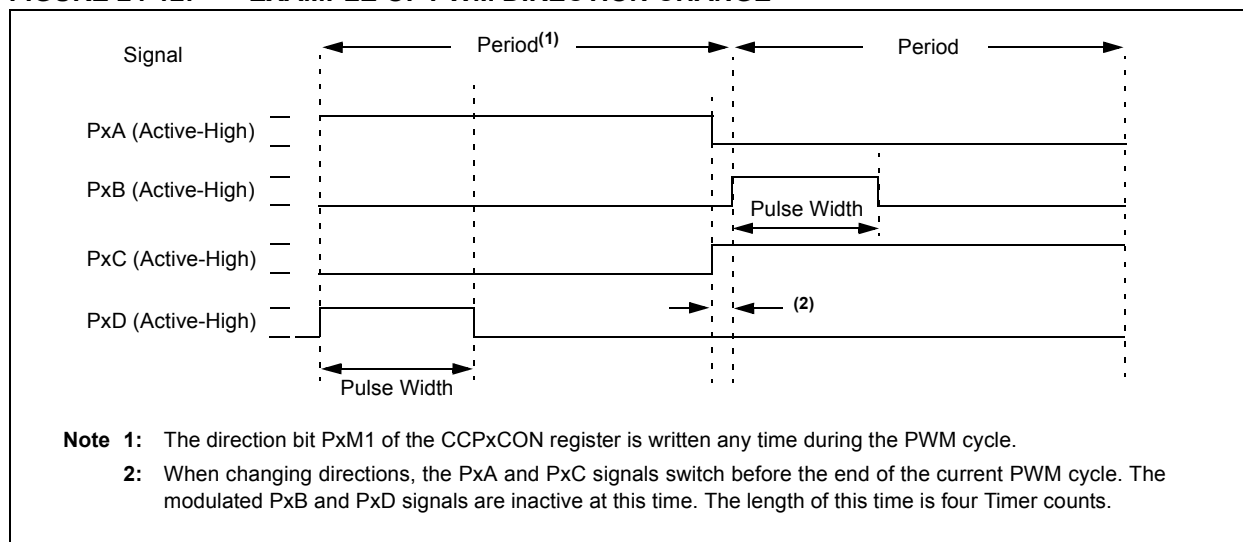 Signal
Period(1)
Period
PxA (Active-High)
PxB (Active-High)
Pulse Width
PxC (Active-High)
(2)
PxD (Active-High)
Pulse Width
Note 1: The direction bit PxM1 of the CCPxCON register is written any time during the PWM cycle.
2: When changing directions, the PxA and PxC signals switch before the end of the current PWM cycle. The
modulated PxB and PxD signals are inactive at this time. The length of this time is four Timer counts.